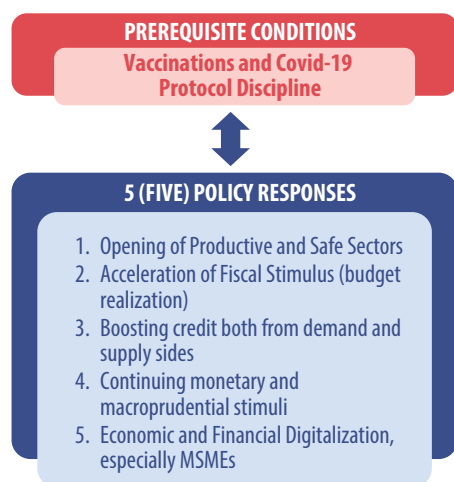 PREREQUISITE CONDITIONS
Vaccinations and Covid-19
Protocol Discipline
5 (FIVE) POLICY RESPONSES
1. Opening of Productive and Safe Sectors
2. Acceleration of Fiscal Stimulus (budget
realization)
3. Boosting credit both from demand and
supply sides
4. Continuing monetary and
macroprudential stimuli
5. Economic and Financial Digitalization,
especially MSMEs